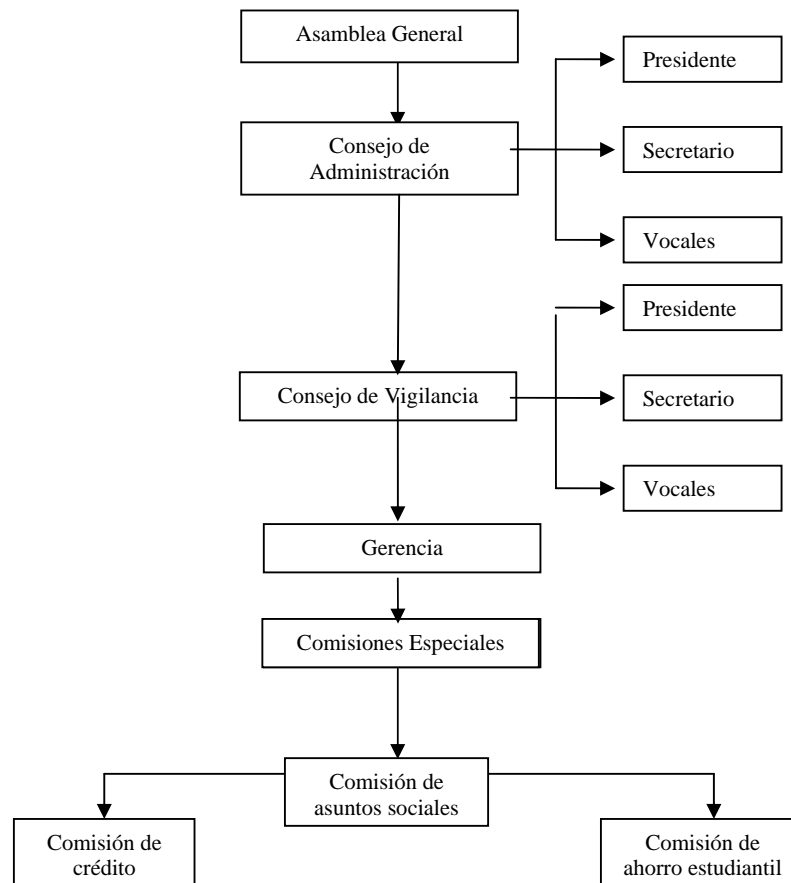 Asamblea General
Presidente
Consejo de
Administración
Secretario
Vocales
Presidente
Consejo de Vigilancia
Secretario
Vocales
Gerencia
Comisiones Especiales
Comisión de
asuntos sociales
Comisión de
crédito
Comisión de
ahorro estudiantil